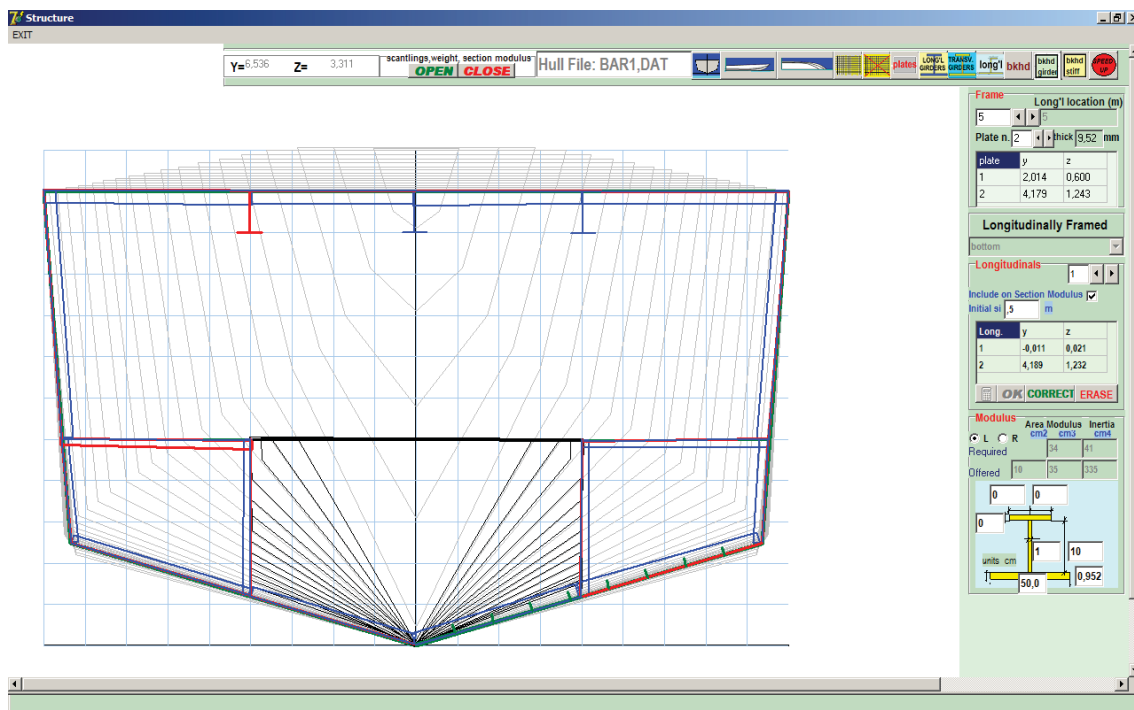 Structure
EXIT
Y=6,536 Z= 3,311
scantlings,weight, section modulus
OPEN CLOSE
Hull File: BAR1,DAT
plates
LONG'L GIRDERS
TRANSV. GIRDERS
long'l
bkhd
bkhd girder
bkhd stiff
SPEED UP
Frame
Long'l location (m)
5 5
Plate n. 2 thick 9,52 mm
plate y z
1 2,014 0,600
2 4,179 1,243
Longitudinally Framed
bottom
Longitudinals
1
Include on Section Modulus
Initial si ,5 m
Long. y z
1 -0,011 0,021
2 4,189 1,232
OK CORRECT ERASE
Modulus
Area Modulus Inertia
L R cm2 cm3 cm4
Required 34 41
Offered 10 35 335
0 0
0
1 10
units cm
50,0 0,952